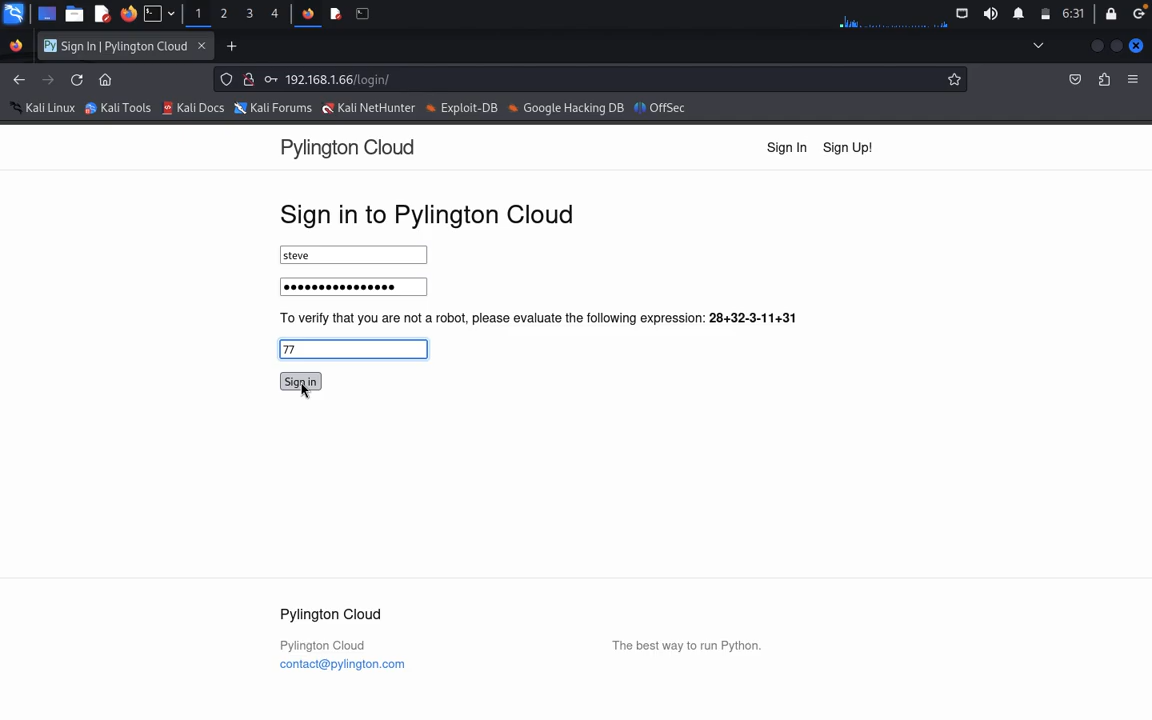 1 2 3 4 6:31
Sign In | Pylington Cloud
192.168.1.66/login/
Kali Linux Kali Tools Kali Docs Kali Forums Kali NetHunter Exploit-DB Google Hacking DB OffSec
Pylington Cloud Sign In Sign Up!
Sign in to Pylington Cloud
steve
••••••••••••••••
To verify that you are not a robot, please evaluate the following expression: 28+32-3-11+31
77
Sign in
Pylington Cloud
Pylington Cloud The best way to run Python.
contact@pylington.com